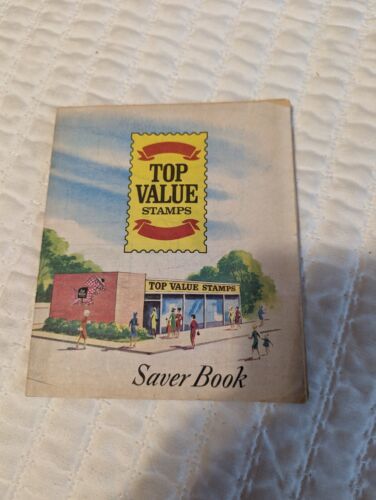 TOP
VALUE
STAMPS
TOP VALUE STAMPS
Saver Book